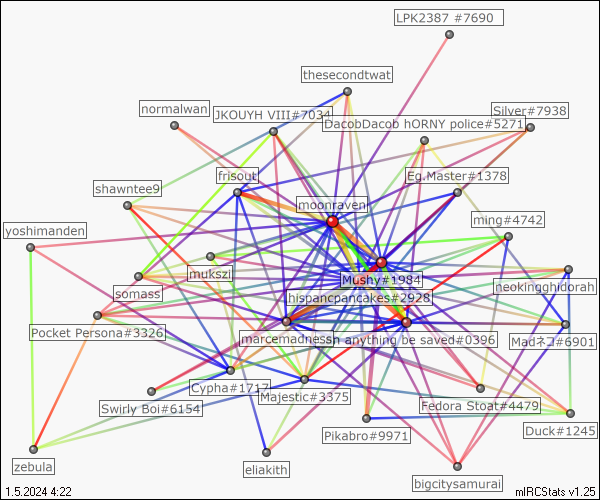 LPK2387 #7690
thesecondtwat
normalwan
JKOUYH VIII#7034
Silver#7938
DacobDacob hORNY police#5271
frisout
Eg.Master#1378
shawntee9
moonraven
ming#4742
yoshimanden
mukszi
Mushy#1984
neokingghidorah
somass
hispancpancakes#2928
Pocket Persona#3326
marcemadness
an anything be saved#0396
Madネコ#6901
Cypha#1717
Majestic#3375
Swirly Boi#6154
Fedora Stoat#4479
Pikabro#9971
Duck#1245
zebula
eliakith
bigcitysamurai
1.5.2024 4:22
mIRCStats v1.25